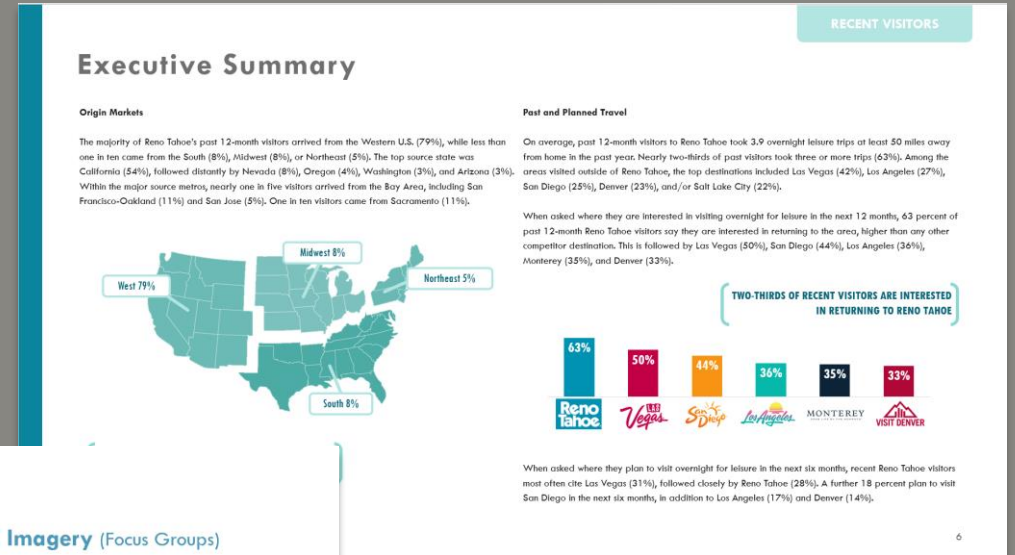 RECENT VISITORS
Executive Summary
Origin Markets
The majority of Reno Tahoe's past 12-month visitors arrived from the Western U.S. (79%), while less than
one in ten came from the South (8%), Midwest (8%), or Northeast (5%). The top source state was
California (54%), followed distantly by Nevada (8%), Oregon (4%), Washington (3%), and Arizona (3%).
Within the major source metros, nearly one in five visitors arrived from the Bay Area, including San
Francisco-Oakland (11%) and San Jose (5%). One in ten visitors came from Sacramento (11%).
Midwest 8%
Northeast 5%
West 79%
South 8%
Past and Planned Travel
On average, past 12-month visitors to Reno Tahoe took 3.9 overnight leisure trips at least 50 miles away
from home in the past year. Nearly two-thirds of past visitors took three or more trips (63%). Among the
areas visited outside of Reno Tahoe, the top destinations included Las Vegas (42%), Los Angeles (27%),
San Diego (25%), Denver (23%), and/or Salt Lake City (22%).
When asked where they are interested in visiting overnight for leisure in the next 12 months, 63 percent of
past 12-month Reno Tahoe visitors say they are interested in returning to the area, higher than any other
competitor destination. This is followed by Las Vegas (50%), San Diego (44%), Los Angeles (36%),
Monterey (35%), and Denver (33%).
TWO-THIRDS OF RECENT VISITORS ARE INTERESTED
IN RETURNING TO RENO TAHOE
63%
50%
44%
36%
35%
33%
Reno
Tahoe
LAS
Vegas
San
Diego
Los Angeles
MONTEREY
VISIT DENVER
When asked where they plan to visit overnight for leisure in the next six months, recent Reno Tahoe visitors
most often cite Las Vegas (31%), followed closely by Reno Tahoe (28%). A further 18 percent plan to visit
San Diego in the next six months, in addition to Los Angeles (17%) and Denver (14%).
6
Imagery (Focus Groups)